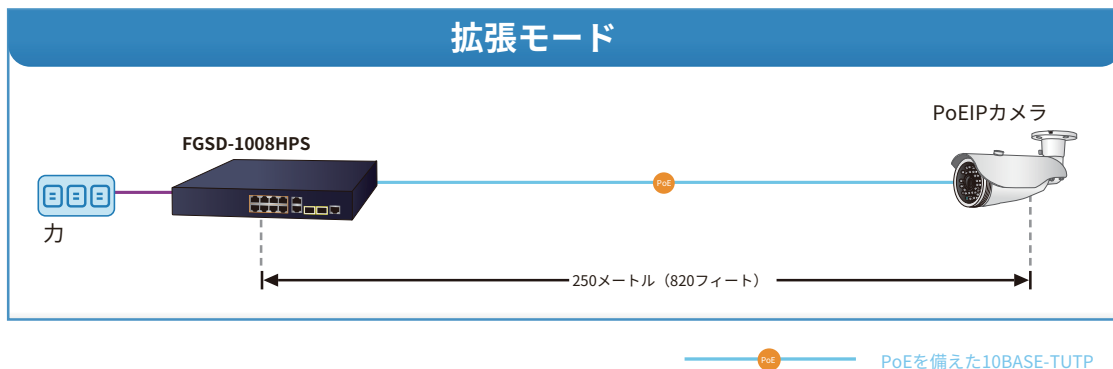 拡張モード
PoEIPカメラ
FGSD-1008HPS
PoE
力
250メートル（820フィート）
PoE
PoEを備えた10BASE-TUTP